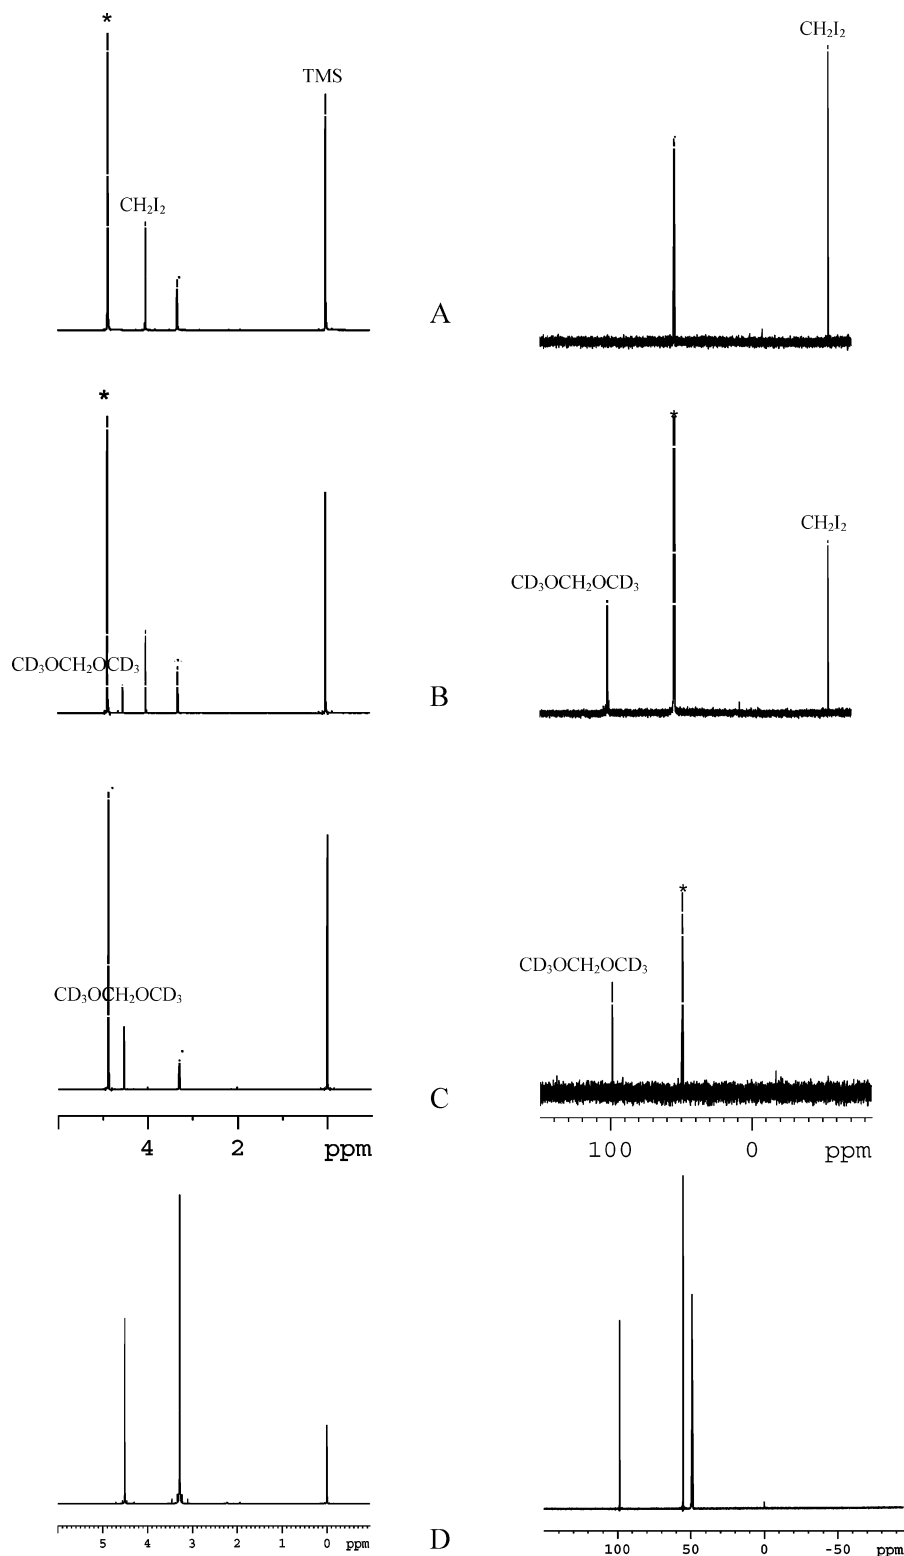 *
TMS
CH₂I₂
CH₂I₂
A
*
CD₃OCH₂OCD₃
B
*
CH₂I₂
CD₃OCH₂OCD₃
CD₃OCH₂OCD₃
4 2 ppm
C
*
CD₃OCH₂OCD₃
100 0 ppm
5 4 3 2 1 0 ppm
D
100 50 0 -50 ppm